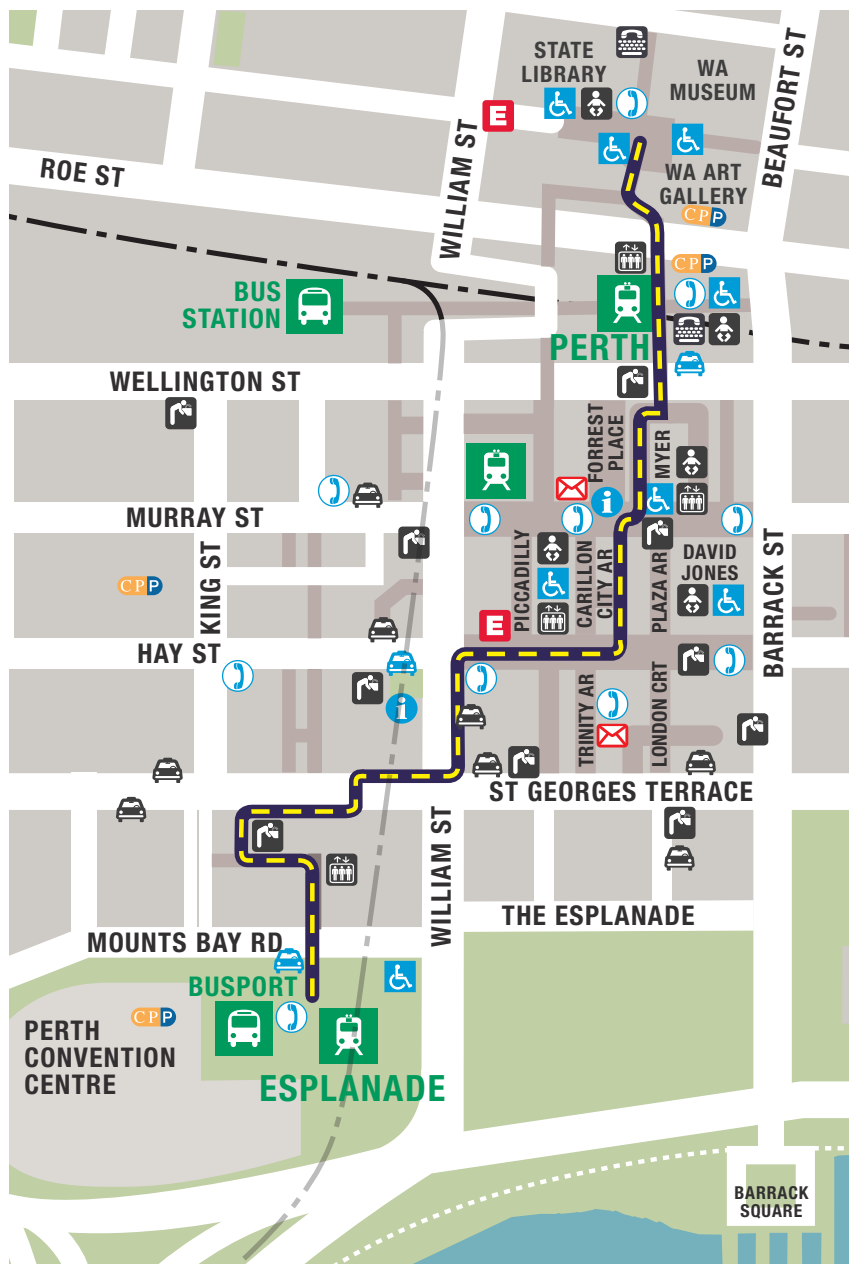 STATE
LIBRARY
WA
MUSEUM
BEAUFORT ST
E
WILLIAM ST
ROE ST
WA ART
GALLERY
CPP
CPP
BUS
STATION
PERTH
WELLINGTON ST
FORREST
PLACE
MYER
i
MURRAY ST
KING ST
CPP
PICCADILLY
CARILLON
CITY AR
PLAZA AR
DAVID
JONES
BARRACK ST
E
HAY ST
i
TRINITY AR
LONDON CRT
ST GEORGES TERRACE
WILLIAM ST
THE ESPLANADE
MOUNTS BAY RD
BUSPORT
CPP
PERTH
CONVENTION
CENTRE
ESPLANADE
BARRACK
SQUARE